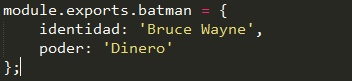 module.exports.batman = {
    identidad: 'Bruce Wayne',
    poder: 'Dinero'
};